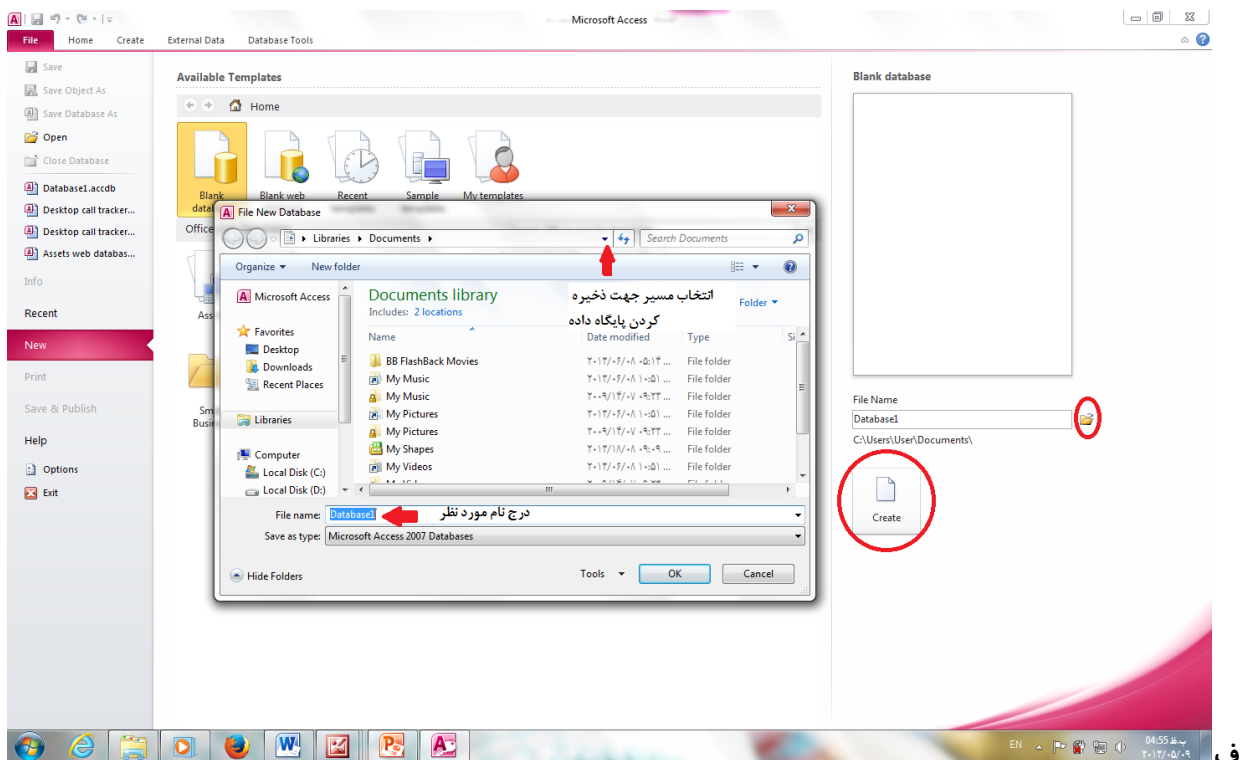 Microsoft Access
File Home Create External Data Database Tools
Save
Save Object As
Save Database As
Open
Close Database
Database1.accdb
Desktop call tracker...
Desktop call tracker...
Assets web databas...
Info
Recent
New
Print
Save & Publish
Help
Options
Exit
Available Templates
Home
Blank
Blank web
Recent
Sample
My templates
Office
File New Database
Libraries Documents
Search Documents
Organize New folder
Microsoft Access
Favorites
Desktop
Downloads
Recent Places
Libraries
Computer
Local Disk (C:)
Local Disk (D:)
Documents library
Includes: 2 locations
انتخاب مسیر جهت ذخیره
کردن پایگاه داده
Folder
Name Date modified Type
BB FlashBack Movies File folder
My Music File folder
My Music File folder
My Pictures File folder
My Pictures File folder
My Shapes File folder
My Videos File folder
File name: Database1
درج نام مورد نظر
Save as type: Microsoft Access 2007 Databases
Hide Folders Tools OK Cancel
Blank database
File Name
Database1
C:\Users\User\Documents\
Create
EN
04:55 ب.ظ
۲۰۱۳/۰۵/۰۹
ف